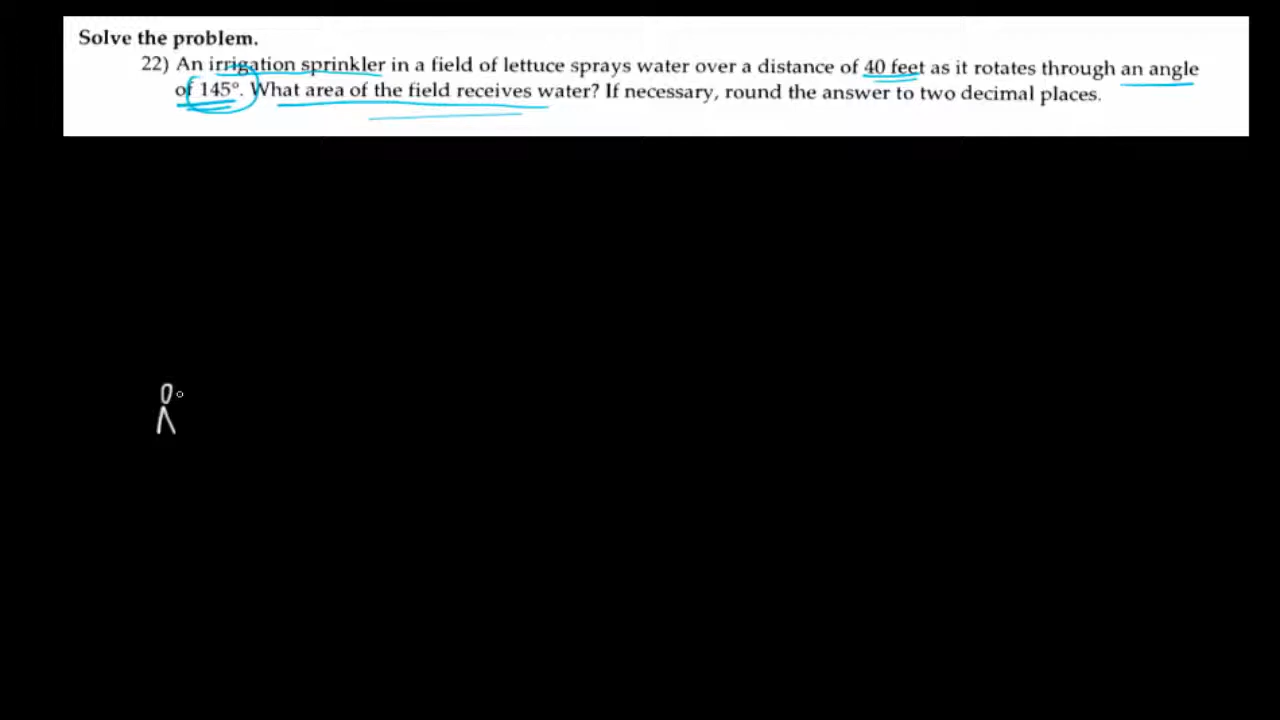 Solve the problem.
22) An irrigation sprinkler in a field of lettuce sprays water over a distance of 40 feet as it rotates through an angle
of 145°. What area of the field receives water? If necessary, round the answer to two decimal places.